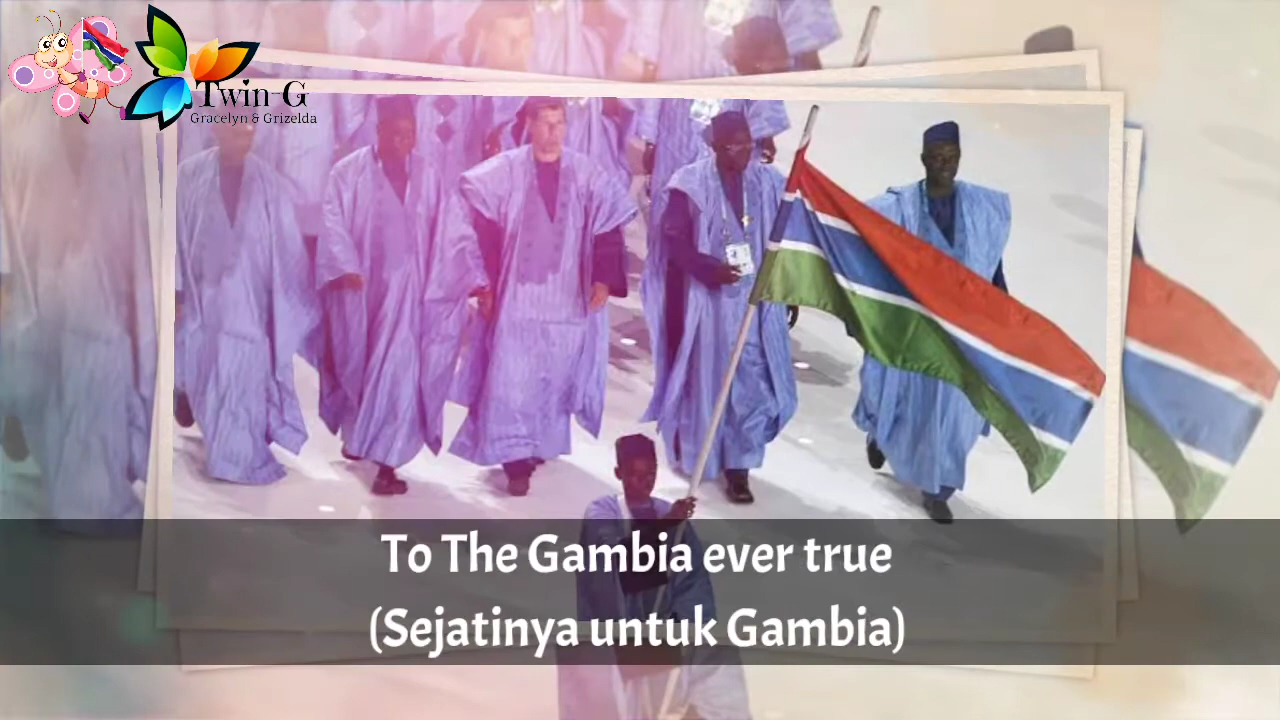 Twin-G
Gracelyn & Grizelda
To The Gambia ever true
(Sejatinya untuk Gambia)